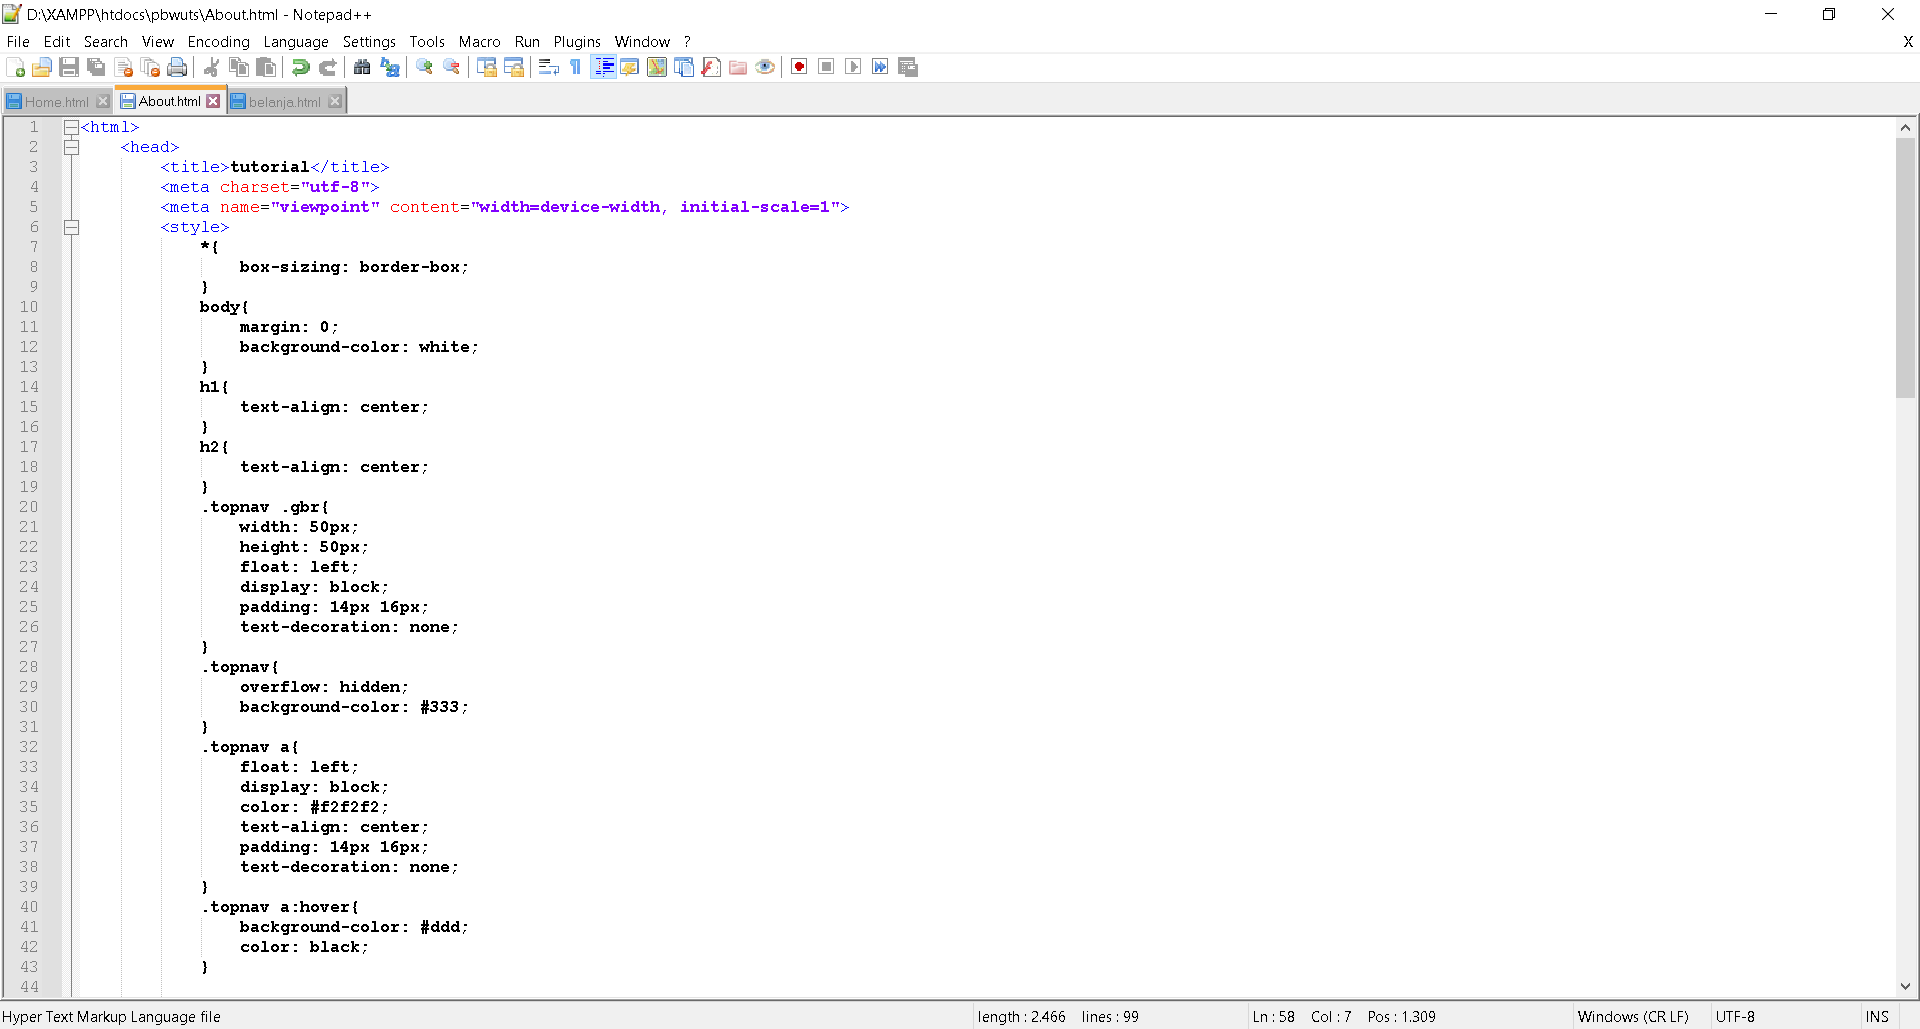 D:\XAMPP\htdocs\pbwuts\About.html - Notepad++
File Edit Search View Encoding Language Settings Tools Macro Run Plugins Window ? X
Home.html About.html belanja.html
1 <html>
2 <head>
3 <title>tutorial</title>
4 <meta charset="utf-8">
5 <meta name="viewpoint" content="width=device-width, initial-scale=1">
6 <style>
7 *{
8 box-sizing: border-box;
9 }
10 body{
11 margin: 0;
12 background-color: white;
13 }
14 h1{
15 text-align: center;
16 }
17 h2{
18 text-align: center;
19 }
20 .topnav .gbr{
21 width: 50px;
22 height: 50px;
23 float: left;
24 display: block;
25 padding: 14px 16px;
26 text-decoration: none;
27 }
28 .topnav{
29 overflow: hidden;
30 background-color: #333;
31 }
32 .topnav a{
33 float: left;
34 display: block;
35 color: #f2f2f2;
36 text-align: center;
37 padding: 14px 16px;
38 text-decoration: none;
39 }
40 .topnav a:hover{
41 background-color: #ddd;
42 color: black;
43 }
44
Hyper Text Markup Language file length : 2.466 lines : 99 Ln : 58 Col : 7 Pos : 1.309 Windows (CR LF) UTF-8 INS